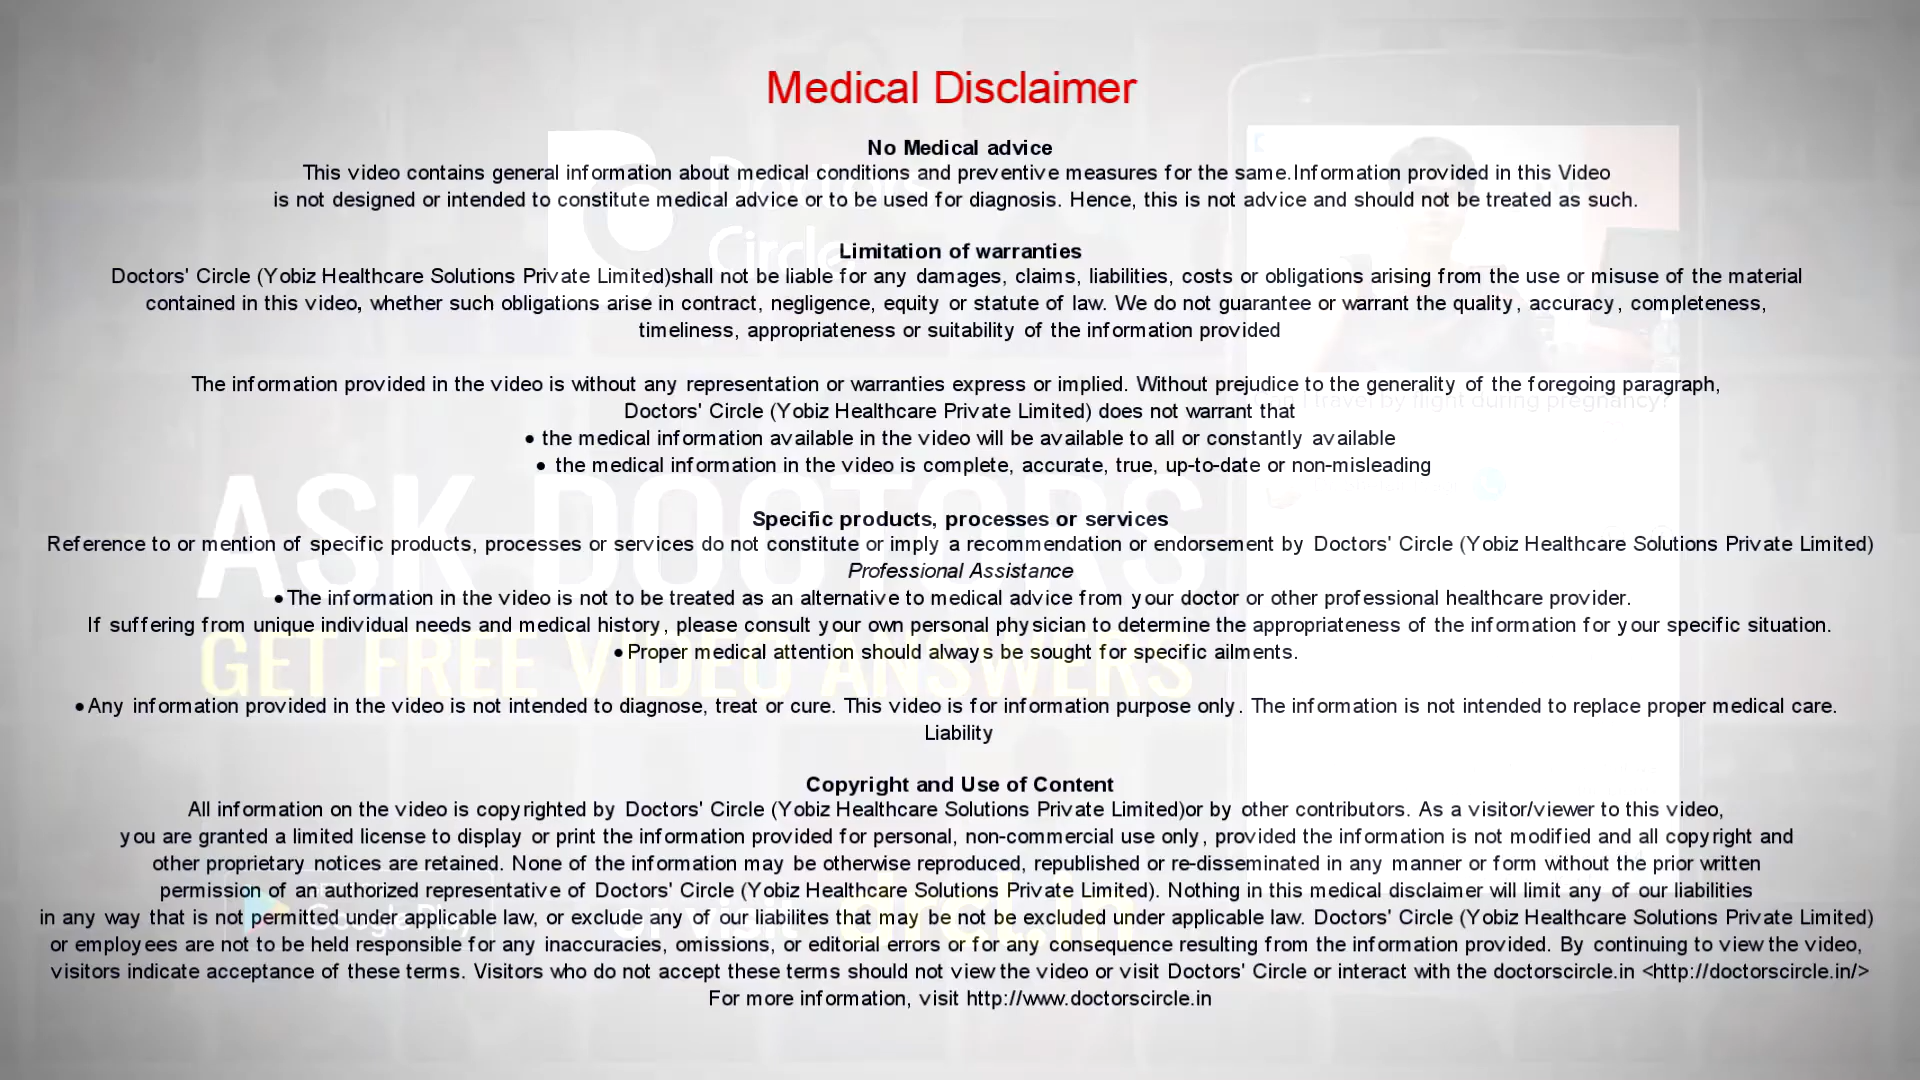 Medical Disclaimer
No Medical advice
This video contains general information about medical conditions and preventive measures for the same.Information provided in this Video
is not designed or intended to constitute medical advice or to be used for diagnosis. Hence, this is not advice and should not be treated as such.
Limitation of warranties
Doctors' Circle (Yobiz Healthcare Solutions Private Limited)shall not be liable for any damages, claims, liabilities, costs or obligations arising from the use or misuse of the material
contained in this video, whether such obligations arise in contract, negligence, equity or statute of law. We do not guarantee or warrant the quality, accuracy, completeness,
timeliness, appropriateness or suitability of the information provided
The information provided in the video is without any representation or warranties express or implied. Without prejudice to the generality of the foregoing paragraph,
Doctors' Circle (Yobiz Healthcare Private Limited) does not warrant that
• the medical information available in the video will be available to all or constantly available
• the medical information in the video is complete, accurate, true, up-to-date or non-misleading
Specific products, processes or services
Reference to or mention of specific products, processes or services do not constitute or imply a recommendation or endorsement by Doctors' Circle (Yobiz Healthcare Solutions Private Limited)
Professional Assistance
•The information in the video is not to be treated as an alternative to medical advice from your doctor or other professional healthcare provider.
If suffering from unique individual needs and medical history, please consult your own personal physician to determine the appropriateness of the information for your specific situation.
•Proper medical attention should always be sought for specific ailments.
•Any information provided in the video is not intended to diagnose, treat or cure. This video is for information purpose only. The information is not intended to replace proper medical care.
Liability
Copyright and Use of Content
All information on the video is copyrighted by Doctors' Circle (Yobiz Healthcare Solutions Private Limited)or by other contributors. As a visitor/viewer to this video,
you are granted a limited license to display or print the information provided for personal, non-commercial use only, provided the information is not modified and all copyright and
other proprietary notices are retained. None of the information may be otherwise reproduced, republished or re-disseminated in any manner or form without the prior written
permission of an authorized representative of Doctors' Circle (Yobiz Healthcare Solutions Private Limited). Nothing in this medical disclaimer will limit any of our liabilities
in any way that is not permitted under applicable law, or exclude any of our liabilites that may be not be excluded under applicable law. Doctors' Circle (Yobiz Healthcare Solutions Private Limited)
or employees are not to be held responsible for any inaccuracies, omissions, or editorial errors or for any consequence resulting from the information provided. By continuing to view the video,
visitors indicate acceptance of these terms. Visitors who do not accept these terms should not view the video or visit Doctors' Circle or interact with the doctorscircle.in <http://doctorscircle.in/>
For more information, visit http://www.doctorscircle.in
Doctors'
Circle
ASK DOCTORS
GET FREE VIDEO ANSWERS
Google Play
or visit drcl.in
Can I travel by flight during pregnancy?